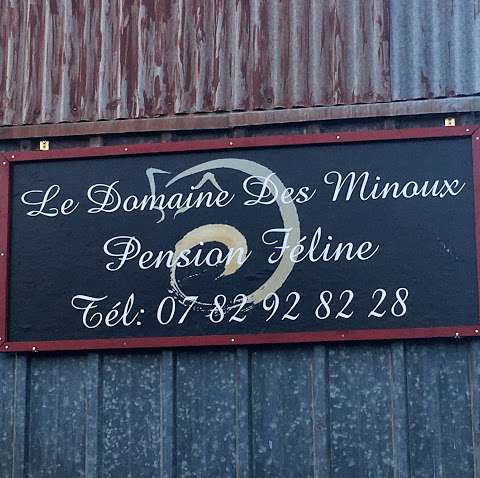 Le Domaine Des Minoux
Pension Féline
Tél: 07 82 92 82 28